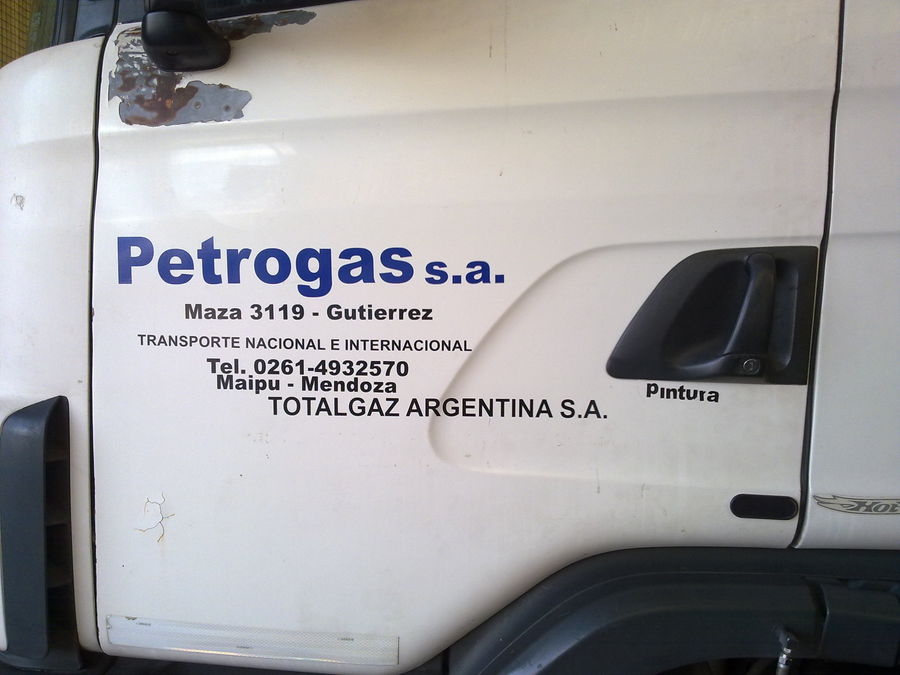 Petrogas s.a.
Maza 3119 - Gutierrez
TRANSPORTE NACIONAL E INTERNACIONAL
Tel. 0261-4932570
Maipu - Mendoza
TOTALGAZ ARGENTINA S.A.
Pintura